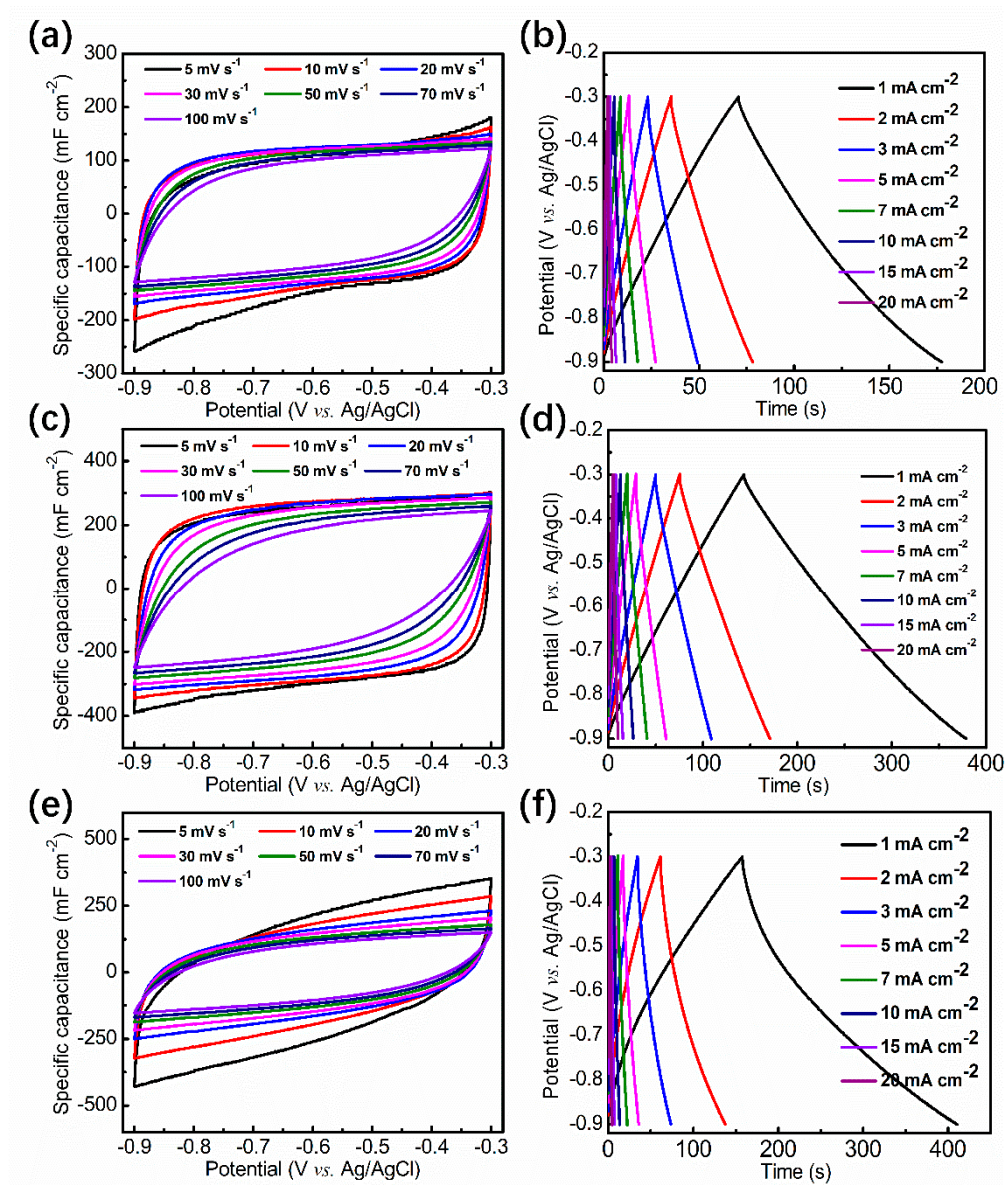 (a)
Specific capacitance (mF cm-2)
300
200
100
0
-100
-200
-300
5 mV s-1 10 mV s-1 20 mV s-1
30 mV s-1 50 mV s-1 70 mV s-1
100 mV s-1
-0.9 -0.8 -0.7 -0.6 -0.5 -0.4 -0.3
Potential (V vs. Ag/AgCl)
(b)
Potential (V vs. Ag/AgCl)
-0.2
-0.3
-0.4
-0.5
-0.6
-0.7
-0.8
-0.9
1 mA cm-2
2 mA cm-2
3 mA cm-2
5 mA cm-2
7 mA cm-2
10 mA cm-2
15 mA cm-2
20 mA cm-2
0 50 100 150 200
Time (s)
(c)
Specific capacitance (mF cm-2)
400
200
0
-200
-400
5 mV s-1 10 mV s-1 20 mV s-1
30 mV s-1 50 mV s-1 70 mV s-1
100 mV s-1
-0.9 -0.8 -0.7 -0.6 -0.5 -0.4 -0.3
Potential (V vs. Ag/AgCl)
(d)
Potential (V vs. Ag/AgCl)
-0.2
-0.3
-0.4
-0.5
-0.6
-0.7
-0.8
-0.9
1 mA cm-2
2 mA cm-2
3 mA cm-2
5 mA cm-2
7 mA cm-2
10 mA cm-2
15 mA cm-2
20 mA cm-2
0 100 200 300 400
Time (s)
(e)
Specific capacitance (mF cm-2)
500
250
0
-250
-500
5 mV s-1 10 mV s-1 20 mV s-1
30 mV s-1 50 mV s-1 70 mV s-1
100 mV s-1
-0.9 -0.8 -0.7 -0.6 -0.5 -0.4 -0.3
Potential (V vs. Ag/AgCl)
(f)
Potential (V vs. Ag/AgCl)
-0.2
-0.3
-0.4
-0.5
-0.6
-0.7
-0.8
-0.9
1 mA cm-2
2 mA cm-2
3 mA cm-2
5 mA cm-2
7 mA cm-2
10 mA cm-2
15 mA cm-2
20 mA cm-2
0 100 200 300 400
Time (s)